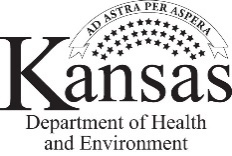 AD ASTRA PER ASPERA
Kansas
Department of Health
and Environment